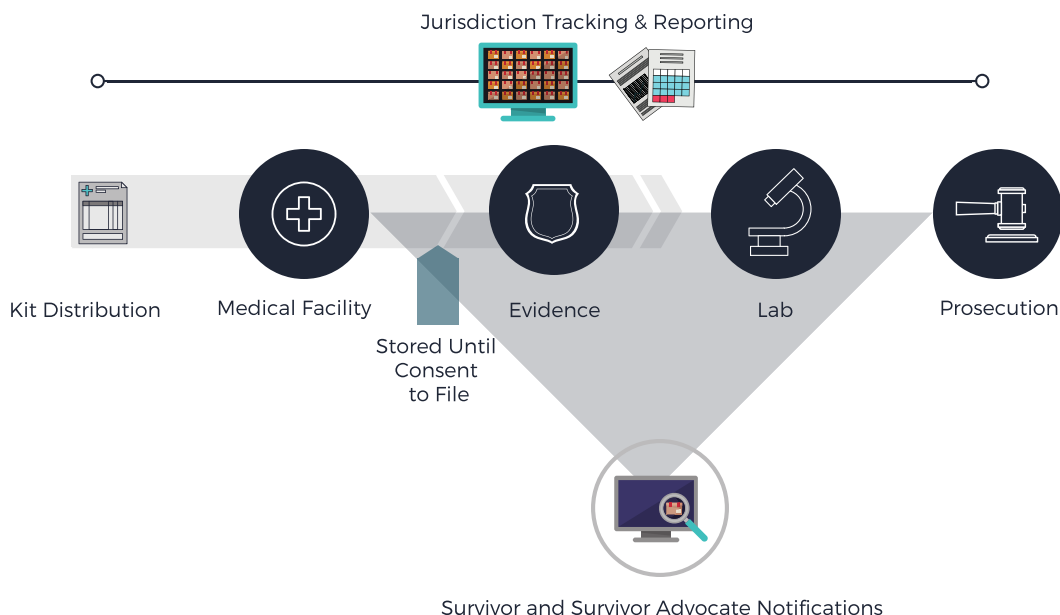 Jurisdiction Tracking & Reporting
Kit Distribution
Medical Facility
Evidence
Lab
Prosecution
Stored Until
Consent
to File
Survivor and Survivor Advocate Notifications